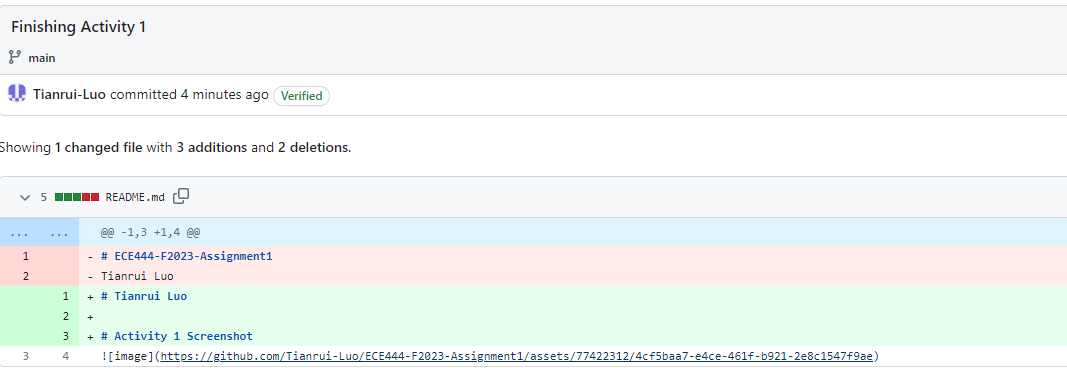 Finishing Activity 1
main
Tianrui-Luo committed 4 minutes ago Verified
Showing 1 changed file with 3 additions and 2 deletions.
5 README.md
... ... @@ -1,3 +1,4 @@
1 - # ECE444-F2023-Assignment1
2 - Tianrui Luo
1 + # Tianrui Luo
2 +
3 + # Activity 1 Screenshot
3 4 ![image](https://github.com/Tianrui-Luo/ECE444-F2023-Assignment1/assets/77422312/4cf5baa7-e4ce-461f-b921-2e8c1547f9ae)